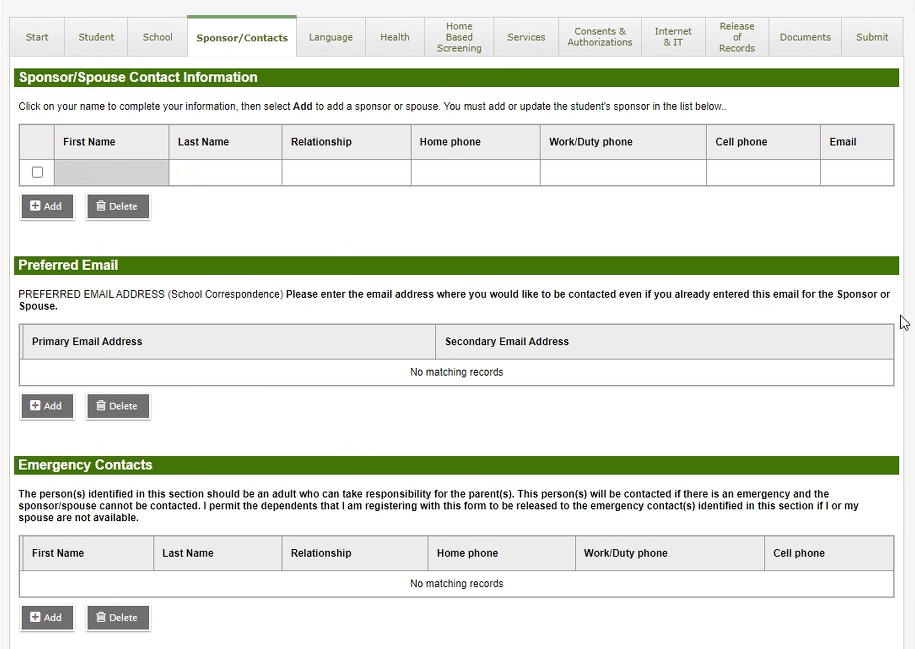 Start Student School Sponsor/Contacts Language Health Home Based Screening Services Consents & Authorizations Internet & IT Release of Records Documents Submit
Sponsor/Spouse Contact Information
Click on your name to complete your information, then select Add to add a sponsor or spouse. You must add or update the student's sponsor in the list below..
First Name Last Name Relationship Home phone Work/Duty phone Cell phone Email
Add Delete
Preferred Email
PREFERRED EMAIL ADDRESS (School Correspondence) Please enter the email address where you would like to be contacted even if you already entered this email for the Sponsor or
Spouse.
Primary Email Address Secondary Email Address
No matching records
Add Delete
Emergency Contacts
The person(s) identified in this section should be an adult who can take responsibility for the parent(s). This person(s) will be contacted if there is an emergency and the
sponsor/spouse cannot be contacted. I permit the dependents that I am registering with this form to be released to the emergency contact(s) identified in this section if I or my
spouse are not available.
First Name Last Name Relationship Home phone Work/Duty phone Cell phone
No matching records
Add Delete